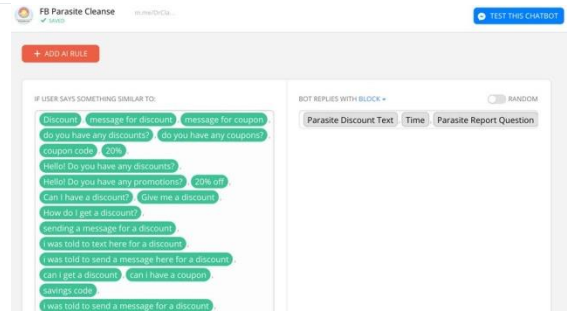 FB Parasite Cleanse
SAVED
TEST THIS CHATBOT
+ ADD AI RULE
IF USER SAYS SOMETHING SIMILAR TO:
Discount , message for discount , message for coupon ,
do you have any discounts? , do you have any coupons? ,
coupon code , 20% ,
Hello! Do you have any discounts? ,
Hello! Do you have any promotions? , 20% off ,
Can I have a discount? , Give me a discount ,
How do I get a discount? ,
sending a message for a discount ,
i was told to text here for a discount ,
i was told to send a message here for a discount ,
can i get a discount , can i have a coupon ,
savings code ,
i was told to send a message for a discount ,
BOT REPLIES WITH BLOCK
RANDOM
Parasite Discount Text , Time , Parasite Report Question